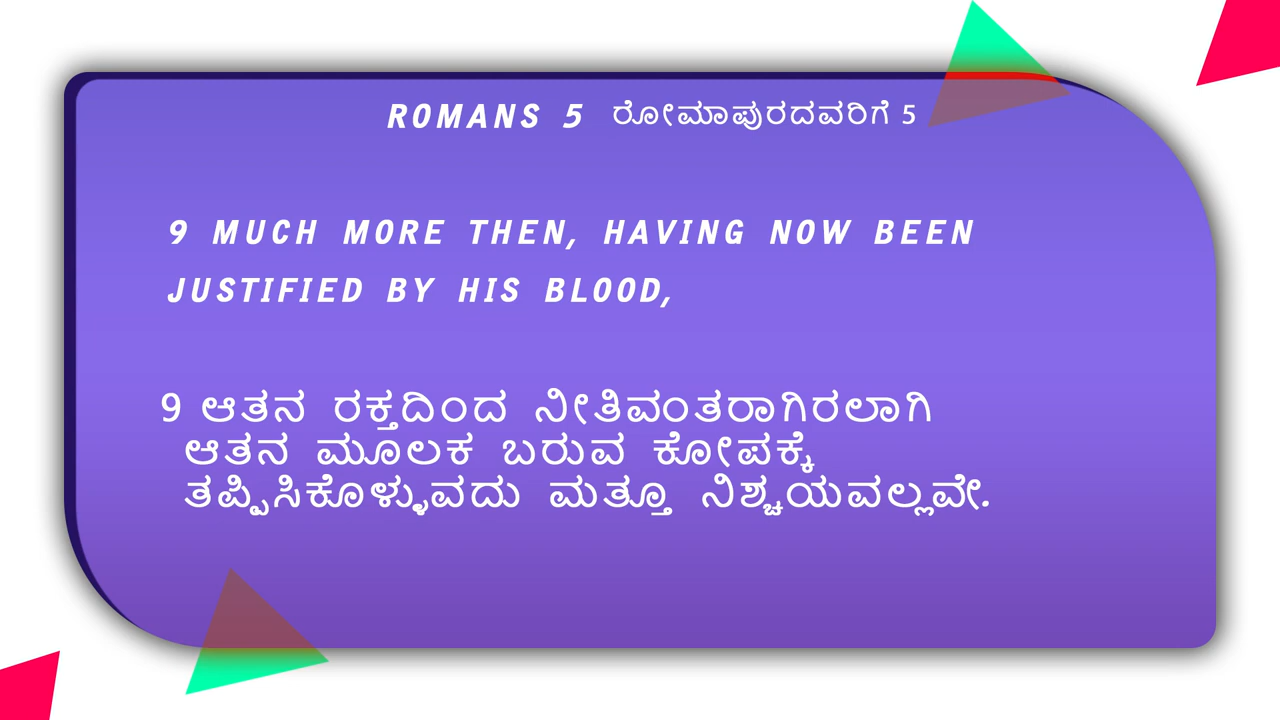 ROMANS 5 ರೋಮಾಪುರದವರಿಗೆ 5
9 MUCH MORE THEN, HAVING NOW BEEN
JUSTIFIED BY HIS BLOOD,
9 ಆತನ ರಕ್ತದಿಂದ ನೀತಿವಂತರಾಗಿರಲಾಗಿ
ಆತನ ಮೂಲಕ ಬರುವ ಕೋಪಕ್ಕೆ
ತಪ್ಪಿಸಿಕೊಳ್ಳುವದು ಮತ್ತೂ ನಿಶ್ಚಯವಲ್ಲವೇ.